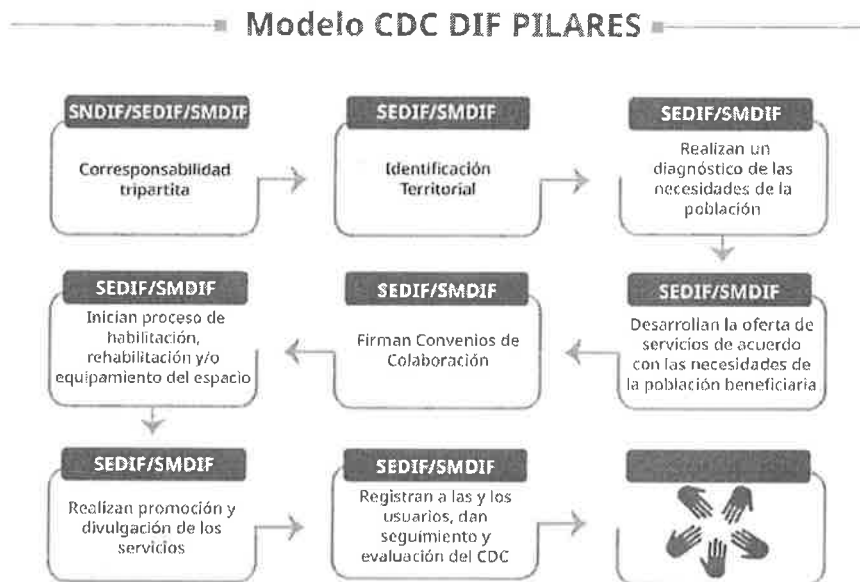 Modelo CDC DIF PILARES
SNDIF/SEDIF/SMDIF
Corresponsabilidad
tripartita
SEDIF/SMDIF
Identificación
Territorial
SEDIF/SMDIF
Realizan un
diagnóstico de las
necesidades de la
población
SEDIF/SMDIF
Desarrollan la oferta de
servicios de acuerdo
con las necesidades de
la población beneficiaria
SEDIF/SMDIF
Firman Convenios de
Colaboración
SEDIF/SMDIF
Inician proceso de
habilitación,
rehabilitación y/o
equipamiento del espacio
SEDIF/SMDIF
Realizan promoción y
divulgación de los
servicios
SEDIF/SMDIF
Registran a las y los
usuarios, dan
seguimiento y
evaluación del CDC